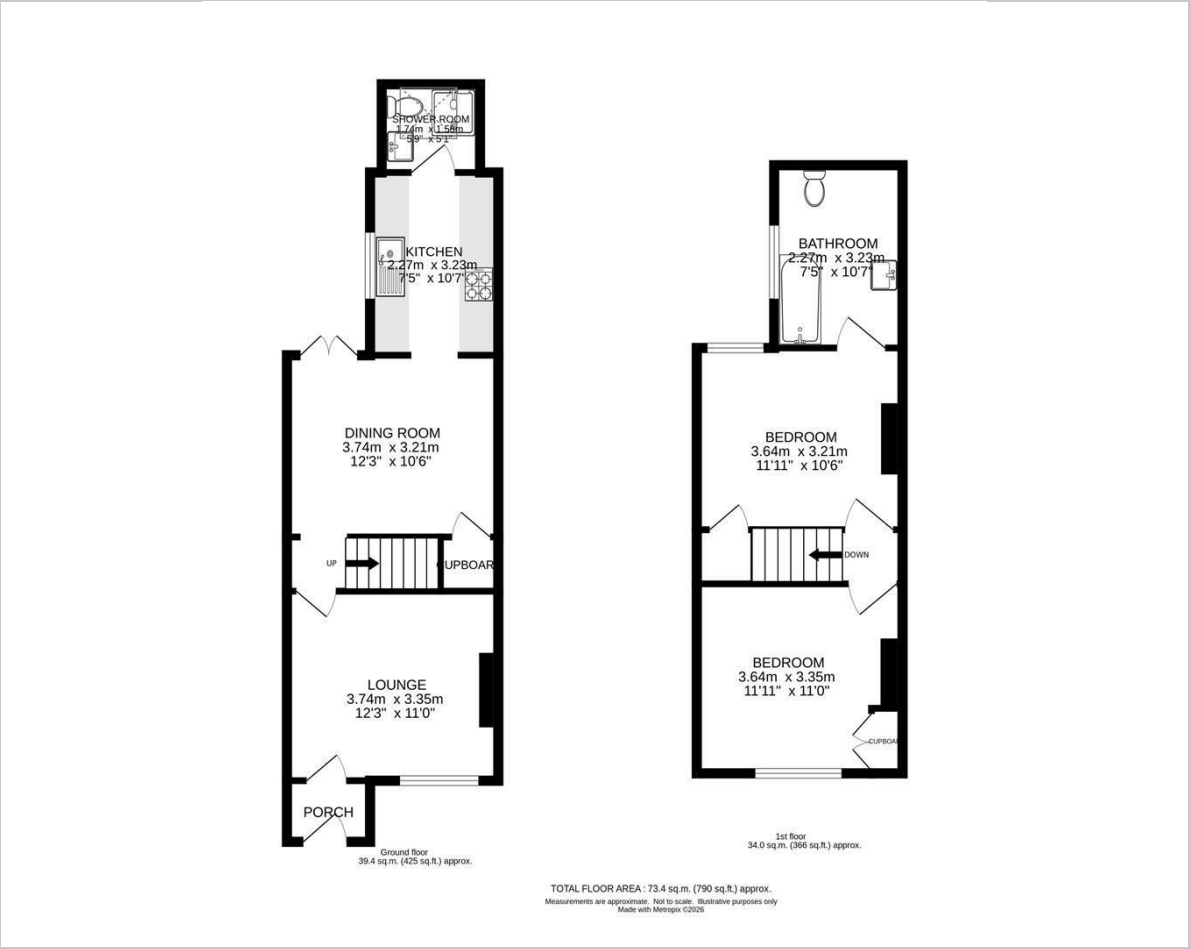 SHOWER ROOM
1.74m x 1.56m
5'9" x 5'1"
KITCHEN
2.27m x 3.23m
7'5" x 10'7"
DINING ROOM
3.74m x 3.21m
12'3" x 10'6"
UP
UPBOAR
LOUNGE
3.74m x 3.35m
12'3" x 11'0"
PORCH
Ground floor
39.4 sq.m. (425 sq.ft.) approx.
BATHROOM
2.27m x 3.23m
7'5" x 10'7"
BEDROOM
3.64m x 3.21m
11'11" x 10'6"
DOWN
BEDROOM
3.64m x 3.35m
11'11" x 11'0"
CUPBOAR
1st floor
34.0 sq.m. (366 sq.ft.) approx.
TOTAL FLOOR AREA : 73.4 sq.m. (790 sq.ft.) approx.
Measurements are approximate. Not to scale. Illustrative purposes only
Made with Metropix ©2026